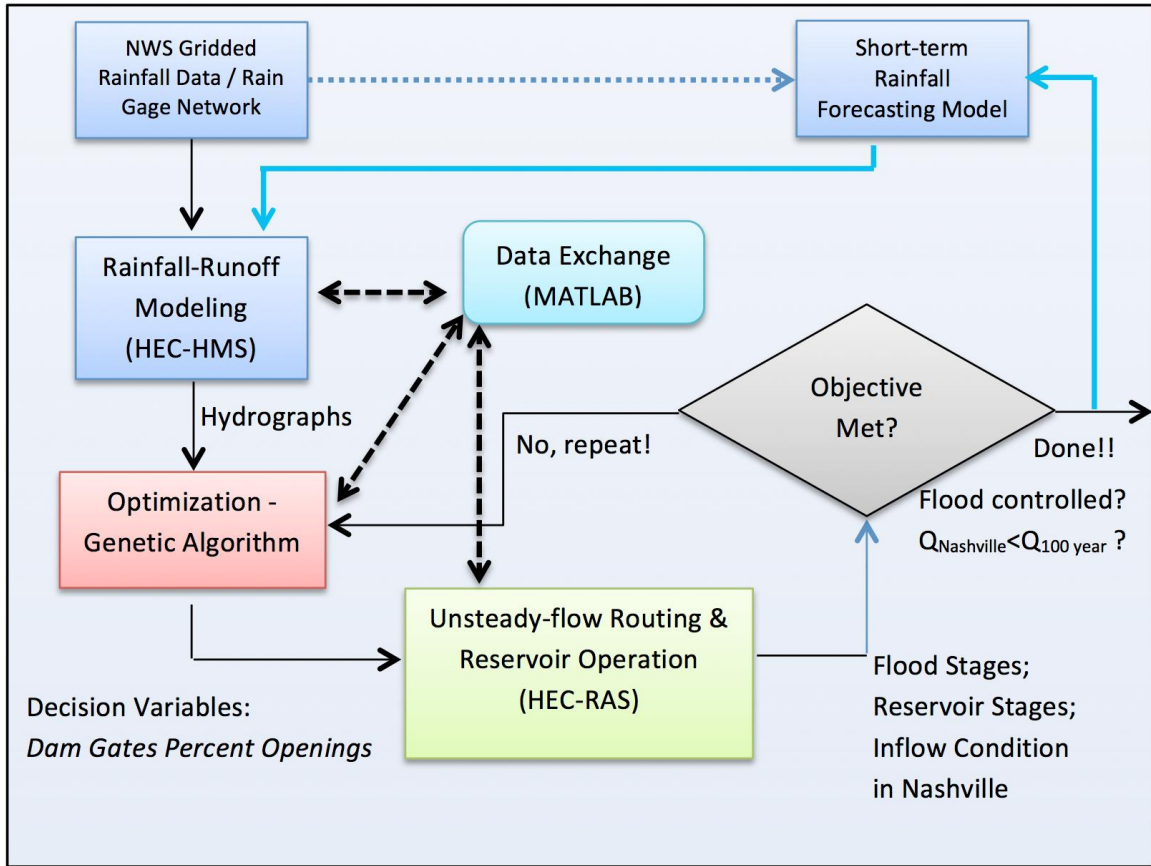 NWS Gridded
Rainfall Data / Rain
Gage Network
Short-term
Rainfall
Forecasting Model
Rainfall-Runoff
Modeling
(HEC-HMS)
Data Exchange
(MATLAB)
Objective
Met?
Hydrographs
No, repeat!
Done!!
Optimization -
Genetic Algorithm
Flood controlled?
QNashville<Q100 year ?
Unsteady-flow Routing &
Reservoir Operation
(HEC-RAS)
Decision Variables:
Dam Gates Percent Openings
Flood Stages;
Reservoir Stages;
Inflow Condition
in Nashville